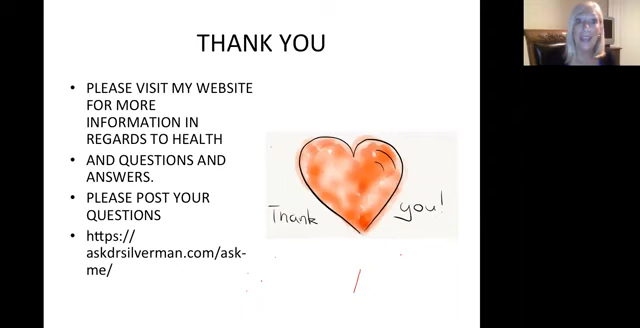 THANK YOU
• PLEASE VISIT MY WEBSITE
FOR MORE
INFORMATION IN
REGARDS TO HEALTH
• AND QUESTIONS AND
ANSWERS.
• PLEASE POST YOUR
QUESTIONS
• https://
askdrsilverman.com/ask-
me/
Thank you!